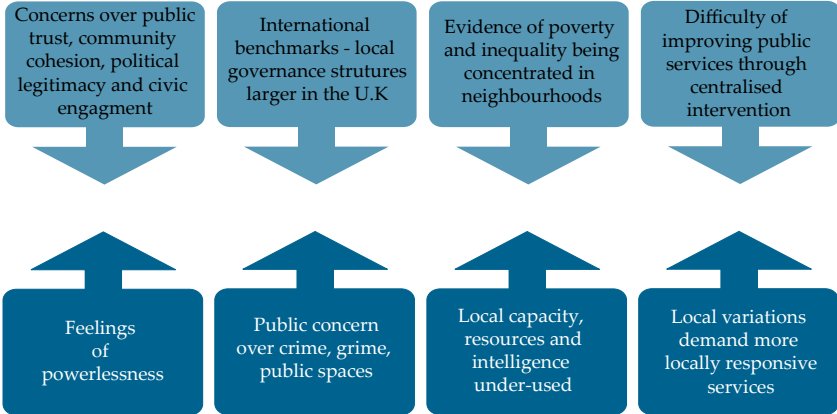 Concerns over public
trust, community
cohesion, political
legitimacy and civic
engagment
International
benchmarks - local
governance strutures
larger in the U.K
Evidence of poverty
and inequality being
concentrated in
neighbourhoods
Difficulty of
improving public
services through
centralised
intervention
Feelings
of
powerlessness
Public concern
over crime, grime,
public spaces
Local capacity,
resources and
intelligence
under-used
Local variations
demand more
locally responsive
services